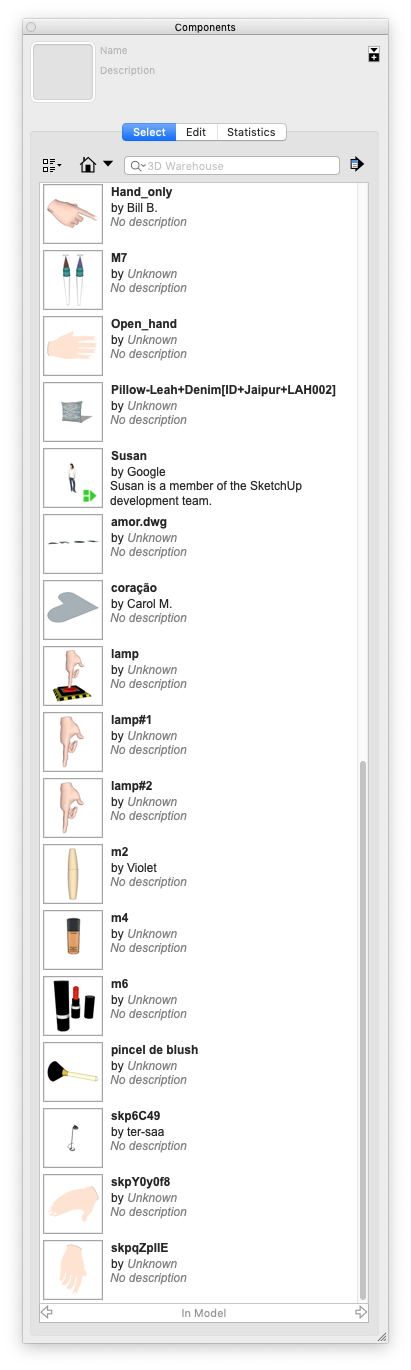 Components
Name
Description
Select Edit Statistics
3D Warehouse
Hand_only
by Bill B.
No description
M7
by Unknown
No description
Open_hand
by Unknown
No description
Pillow-Leah+Denim[ID+Jaipur+LAH002]
by Unknown
No description
Susan
by Google
Susan is a member of the SketchUp
development team.
amor.dwg
by Unknown
No description
coração
by Carol M.
No description
lamp
by Unknown
No description
lamp#1
by Unknown
No description
lamp#2
by Unknown
No description
m2
by Violet
No description
m4
by Unknown
No description
m6
by Unknown
No description
pincel de blush
by Unknown
No description
skp6C49
by ter-saa
No description
skpY0y0f8
by Unknown
No description
skpqZpllE
by Unknown
No description
In Model